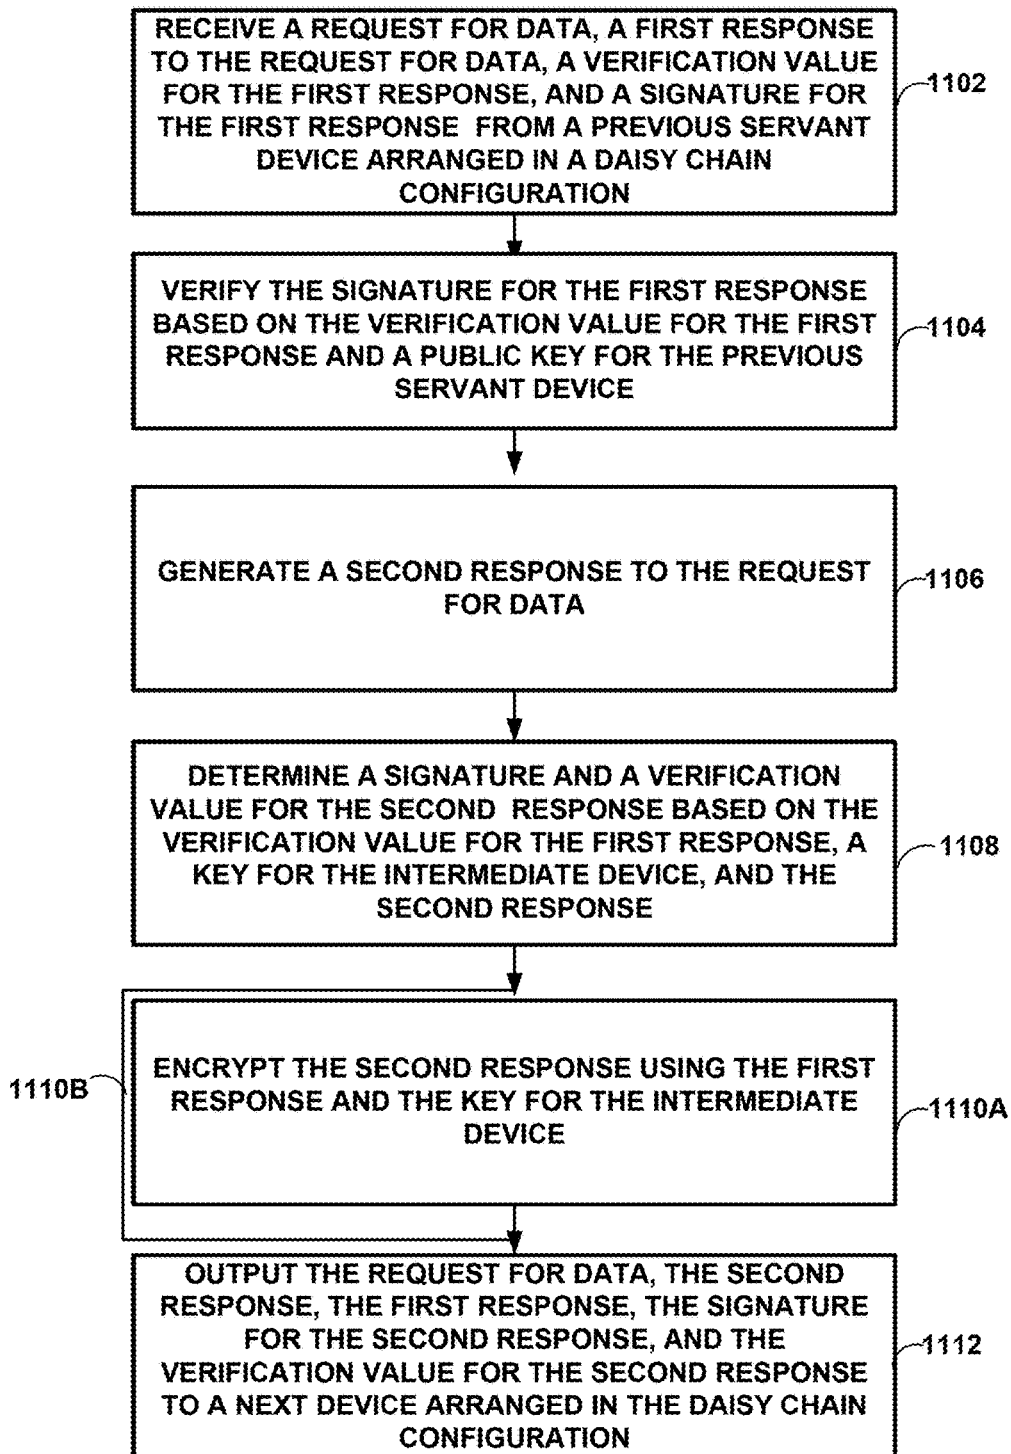 RECEIVE A REQUEST FOR DATA, A FIRST RESPONSE
TO THE REQUEST FOR DATA, A VERIFICATION VALUE
FOR THE FIRST RESPONSE, AND A SIGNATURE FOR
THE FIRST RESPONSE FROM A PREVIOUS SERVANT
DEVICE ARRANGED IN A DAISY CHAIN
CONFIGURATION
1102
VERIFY THE SIGNATURE FOR THE FIRST RESPONSE
BASED ON THE VERIFICATION VALUE FOR THE FIRST
RESPONSE AND A PUBLIC KEY FOR THE PREVIOUS
SERVANT DEVICE
1104
GENERATE A SECOND RESPONSE TO THE REQUEST
FOR DATA
1106
DETERMINE A SIGNATURE AND A VERIFICATION
VALUE FOR THE SECOND RESPONSE BASED ON THE
VERIFICATION VALUE FOR THE FIRST RESPONSE, A
KEY FOR THE INTERMEDIATE DEVICE, AND THE
SECOND RESPONSE
1108
1110B
ENCRYPT THE SECOND RESPONSE USING THE FIRST
RESPONSE AND THE KEY FOR THE INTERMEDIATE
DEVICE
1110A
OUTPUT THE REQUEST FOR DATA, THE SECOND
RESPONSE, THE FIRST RESPONSE, THE SIGNATURE
FOR THE SECOND RESPONSE, AND THE
VERIFICATION VALUE FOR THE SECOND RESPONSE
TO A NEXT DEVICE ARRANGED IN THE DAISY CHAIN
CONFIGURATION
1112